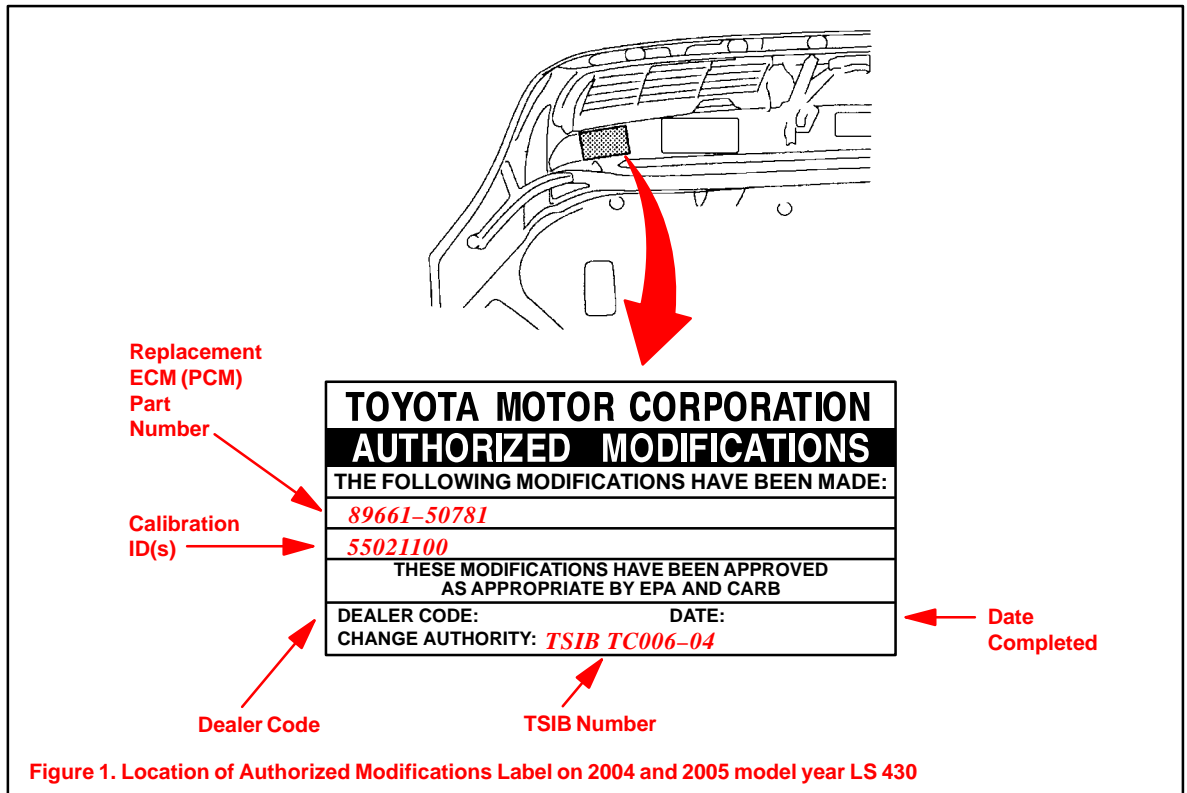 Replacement
ECM (PCM)
Part
Number
Calibration
ID(s)
TOYOTA MOTOR CORPORATION
AUTHORIZED MODIFICATIONS
THE FOLLOWING MODIFICATIONS HAVE BEEN MADE:
89661–50781
55021100
THESE MODIFICATIONS HAVE BEEN APPROVED
AS APPROPRIATE BY EPA AND CARB
DEALER CODE: DATE:
CHANGE AUTHORITY: TSIB TC006–04
Date
Completed
Dealer Code
TSIB Number
Figure 1. Location of Authorized Modifications Label on 2004 and 2005 model year LS 430